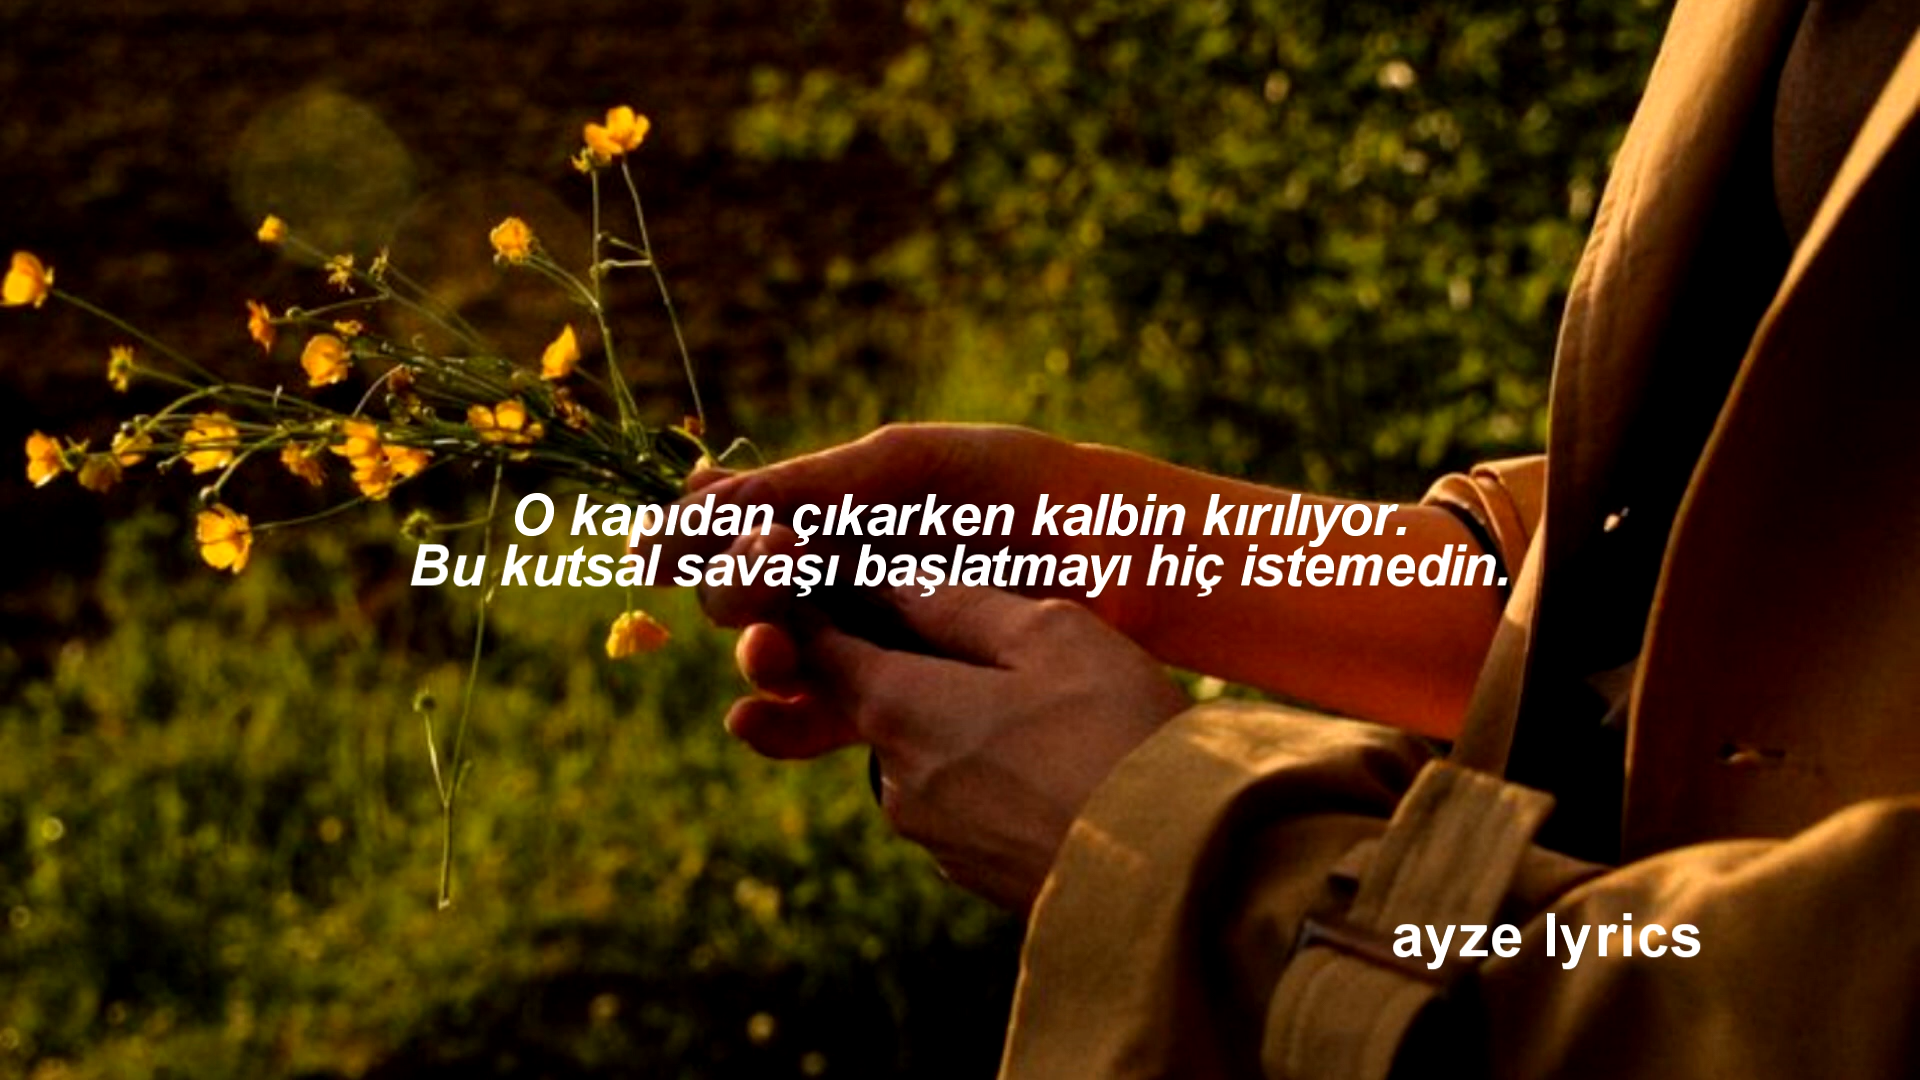 O kapıdan çıkarken kalbin kırılıyor.
Bu kutsal savaşı başlatmayı hiç istemedin.
ayze lyrics